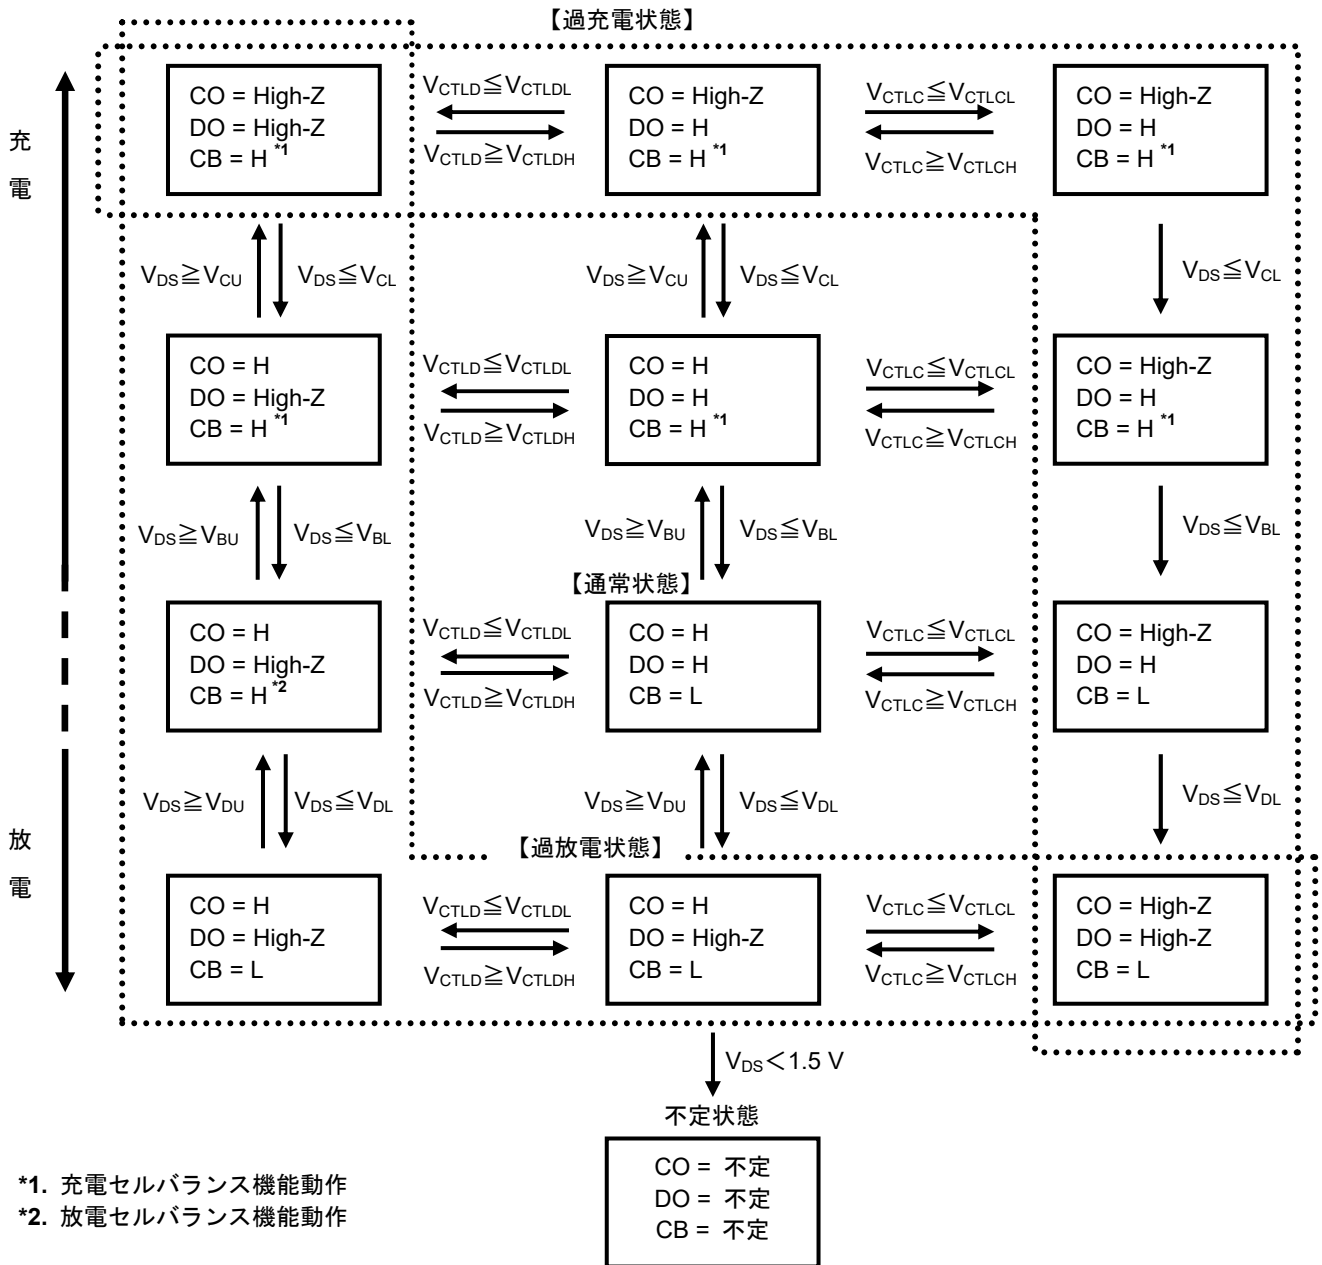 【過充電状態】
充
電
CO = High-Z
DO = High-Z
CB = H *1
VCTLD≦VCTLDL
VCTLD≧VCTLDH
CO = High-Z
DO = H
CB = H *1
VCTLC≦VCTLCL
VCTLC≧VCTLCH
CO = High-Z
DO = H
CB = H *1
VDS≧VCU
VDS≦VCL
VDS≧VCU
VDS≦VCL
VDS≦VCL
CO = H
DO = High-Z
CB = H *1
VCTLD≦VCTLDL
VCTLD≧VCTLDH
CO = H
DO = H
CB = H *1
VCTLC≦VCTLCL
VCTLC≧VCTLCH
CO = High-Z
DO = H
CB = H *1
VDS≧VBU
VDS≦VBL
VDS≧VBU
VDS≦VBL
VDS≦VBL
【通常状態】
CO = H
DO = High-Z
CB = H *2
VCTLD≦VCTLDL
VCTLD≧VCTLDH
CO = H
DO = H
CB = L
VCTLC≦VCTLCL
VCTLC≧VCTLCH
CO = High-Z
DO = H
CB = L
VDS≧VDU
VDS≦VDL
VDS≧VDU
VDS≦VDL
VDS≦VDL
放
電
【過放電状態】
CO = H
DO = High-Z
CB = L
VCTLD≦VCTLDL
VCTLD≧VCTLDH
CO = H
DO = High-Z
CB = L
VCTLC≦VCTLCL
VCTLC≧VCTLCH
CO = High-Z
DO = High-Z
CB = L
VDS＜1.5 V
不定状態
CO = 不定
DO = 不定
CB = 不定
*1. 充電セルバランス機能動作
*2. 放電セルバランス機能動作